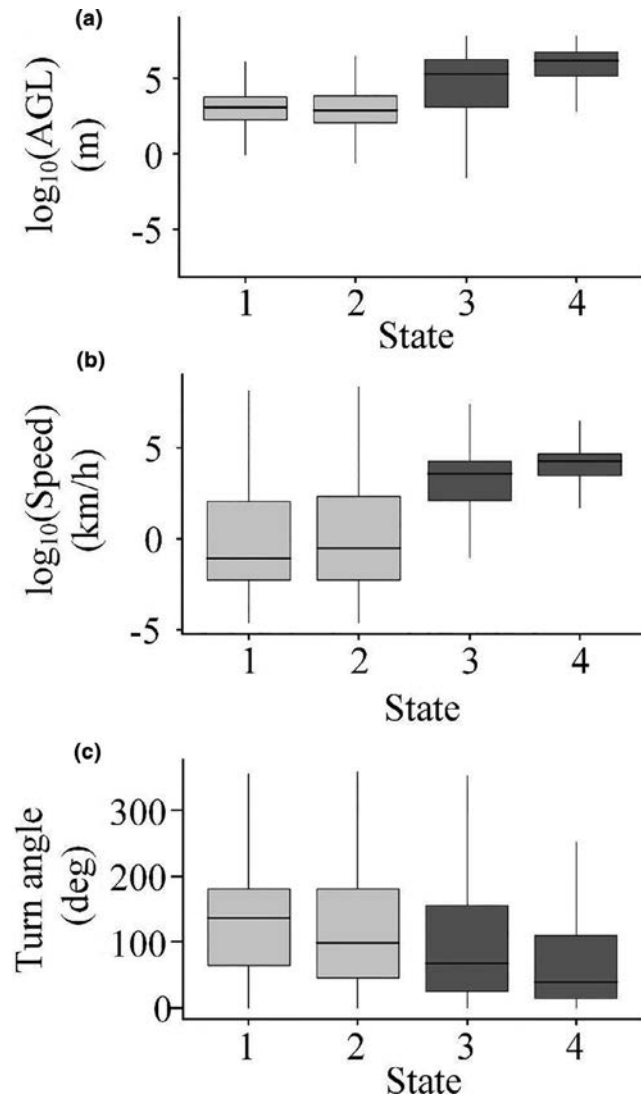 (a)
log₁₀(AGL)
(m)
5
0
-5
1 2 3 4
State
(b)
log₁₀(Speed)
(km/h)
5
0
-5
1 2 3 4
State
(c)
Turn angle
(deg)
300
200
100
0
1 2 3 4
State